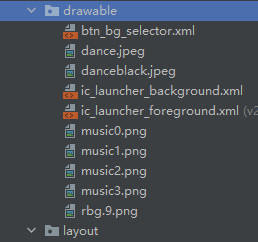 drawable
btn_bg_selector.xml
dance.jpeg
danceblack.jpeg
ic_launcher_background.xml
ic_launcher_foreground.xml (v2
music0.png
music1.png
music2.png
music3.png
rbg.9.png
layout